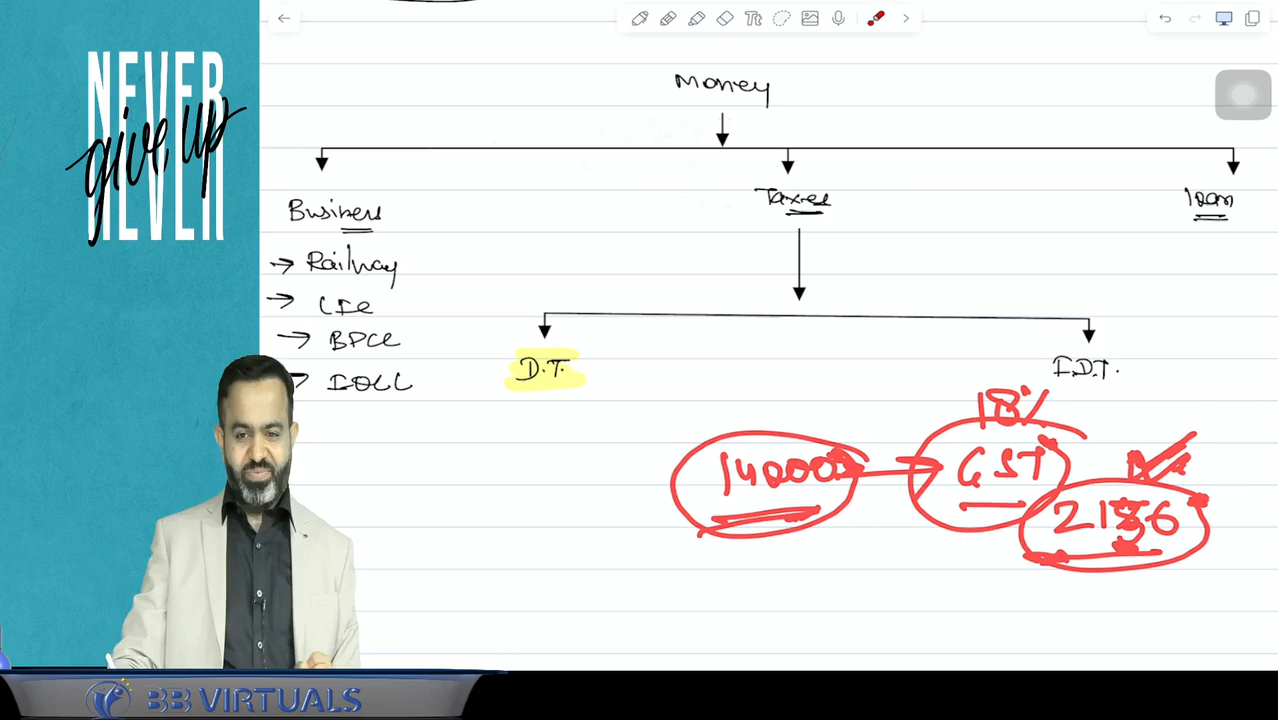 NEVER
give up
NEVER
Money
Business
Taxes
loan
→ Railway
→ LIC
→ BPCL
→ IOCL
D.T.
I.D.T.
18%
14000
GST
BB VIRTUALS